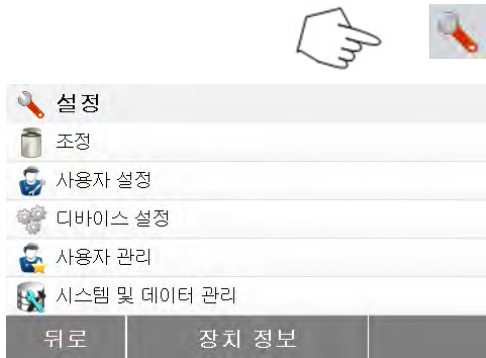 설정
조정
사용자 설정
디바이스 설정
사용자 관리
시스템 및 데이터 관리
뒤로 장치 정보